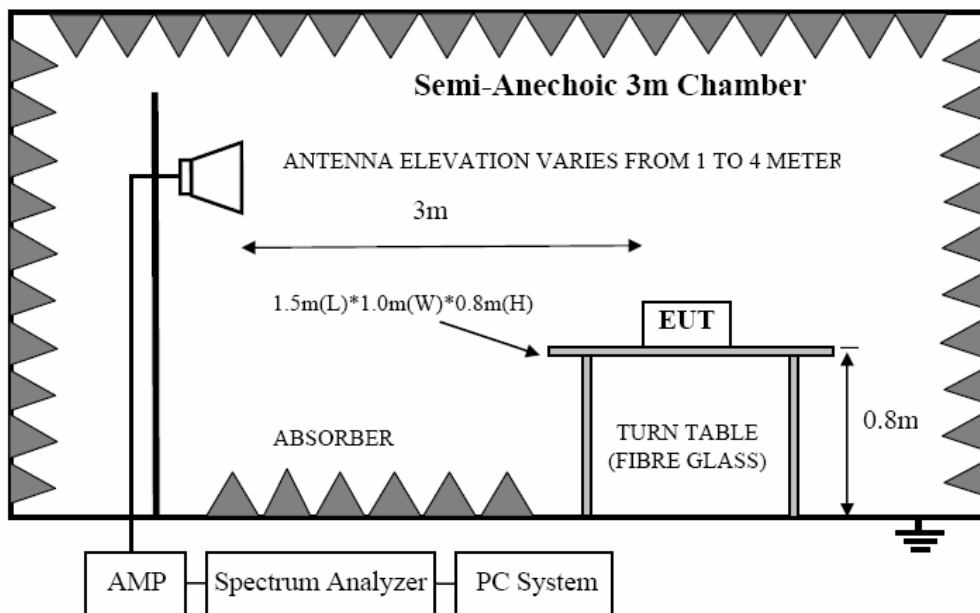 Semi-Anechoic 3m Chamber
ANTENNA ELEVATION VARIES FROM 1 TO 4 METER
3m
1.5m(L)*1.0m(W)*0.8m(H)
EUT
0.8m
ABSORBER
TURN TABLE
(FIBRE GLASS)
AMP
Spectrum Analyzer
PC System